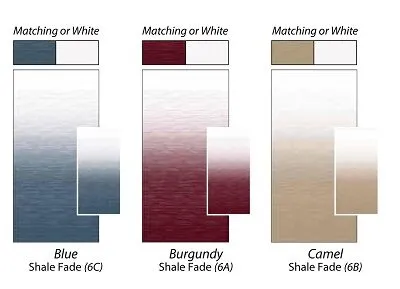 Matching or White
Matching or White
Matching or White
Blue
Shale Fade (6C)
Burgundy
Shale Fade (6A)
Camel
Shale Fade (6B)